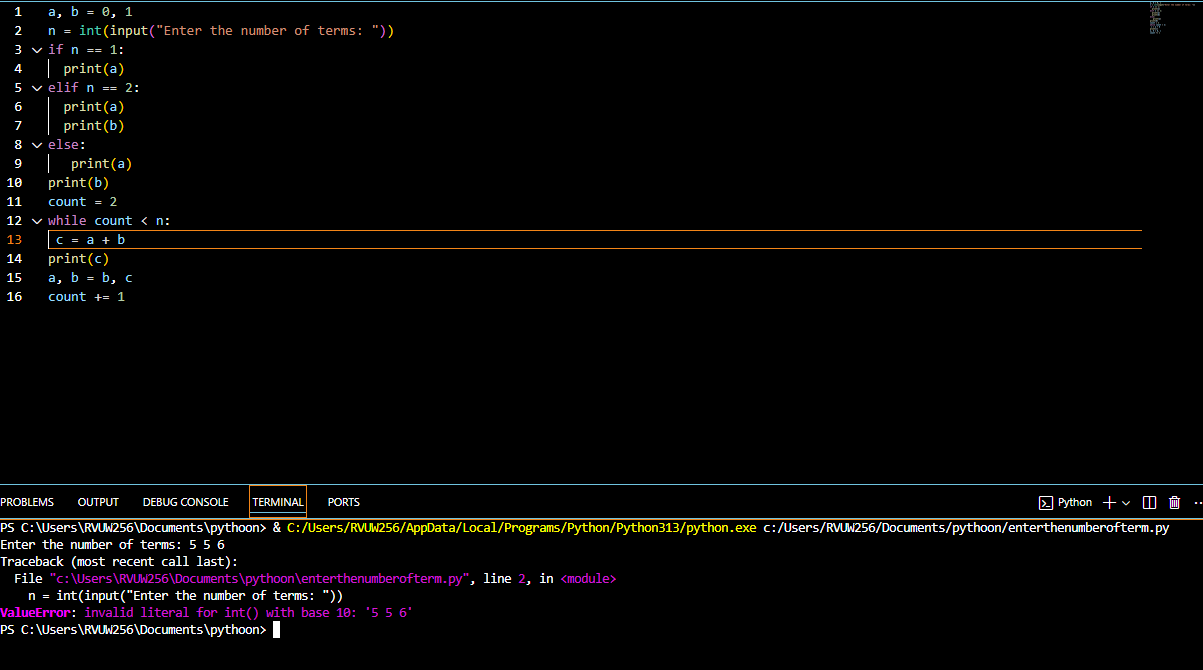 1 a, b = 0, 1
2 n = int(input("Enter the number of terms: "))
3 if n == 1:
4 print(a)
5 elif n == 2:
6 print(a)
7 print(b)
8 else:
9 print(a)
10 print(b)
11 count = 2
12 while count < n:
13 c = a + b
14 print(c)
15 a, b = b, c
16 count += 1
PROBLEMS OUTPUT DEBUG CONSOLE TERMINAL PORTS Python
PS C:\Users\RVUW256\Documents\pythoon> & C:/Users/RVUW256/AppData/Local/Programs/Python/Python313/python.exe c:/Users/RVUW256/Documents/pythoon/enterthenumberofterm.py
Enter the number of terms: 5 5 6
Traceback (most recent call last):
File "c:\Users\RVUW256\Documents\pythoon\enterthenumberofterm.py", line 2, in <module>
n = int(input("Enter the number of terms: "))
ValueError: invalid literal for int() with base 10: '5 5 6'
PS C:\Users\RVUW256\Documents\pythoon>